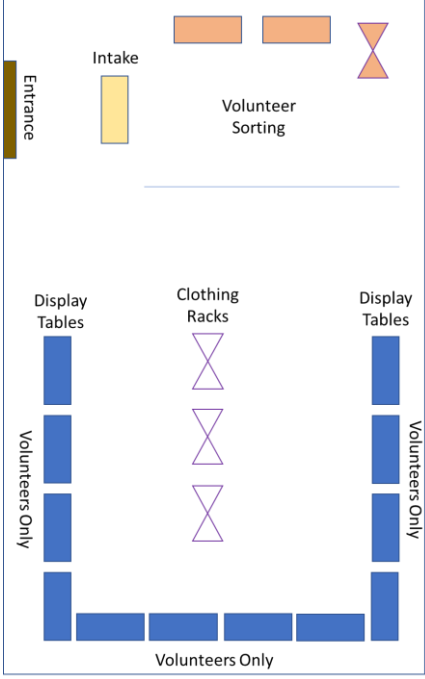 Intake
Entrance
Volunteer
Sorting
Display
Tables
Clothing
Racks
Display
Tables
Volunteers Only
Volunteers Only
Volunteers Only